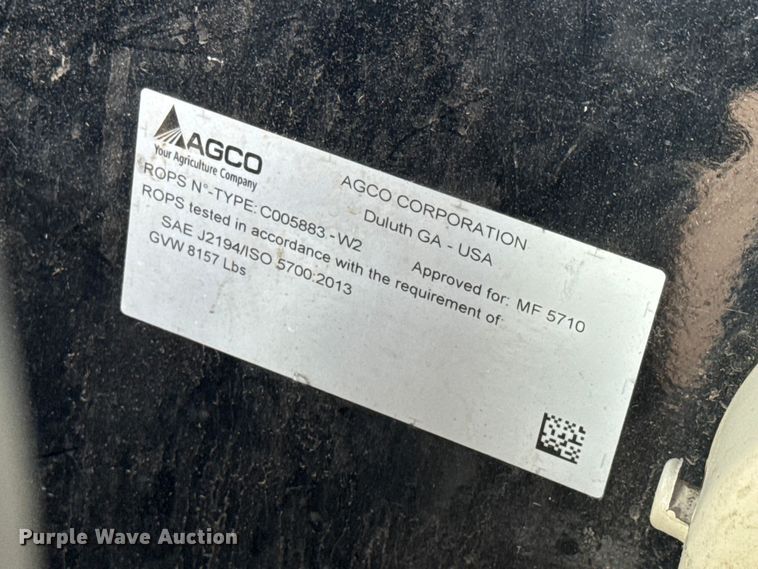 AGCO
Your Agriculture Company
AGCO CORPORATION
Duluth GA - USA
ROPS N°-TYPE: C005883 -W2
Approved for: MF 5710
ROPS tested in accordance with the requirement of:
SAE J2194/ISO 5700:2013
GVW 8157 Lbs
Purple Wave Auction